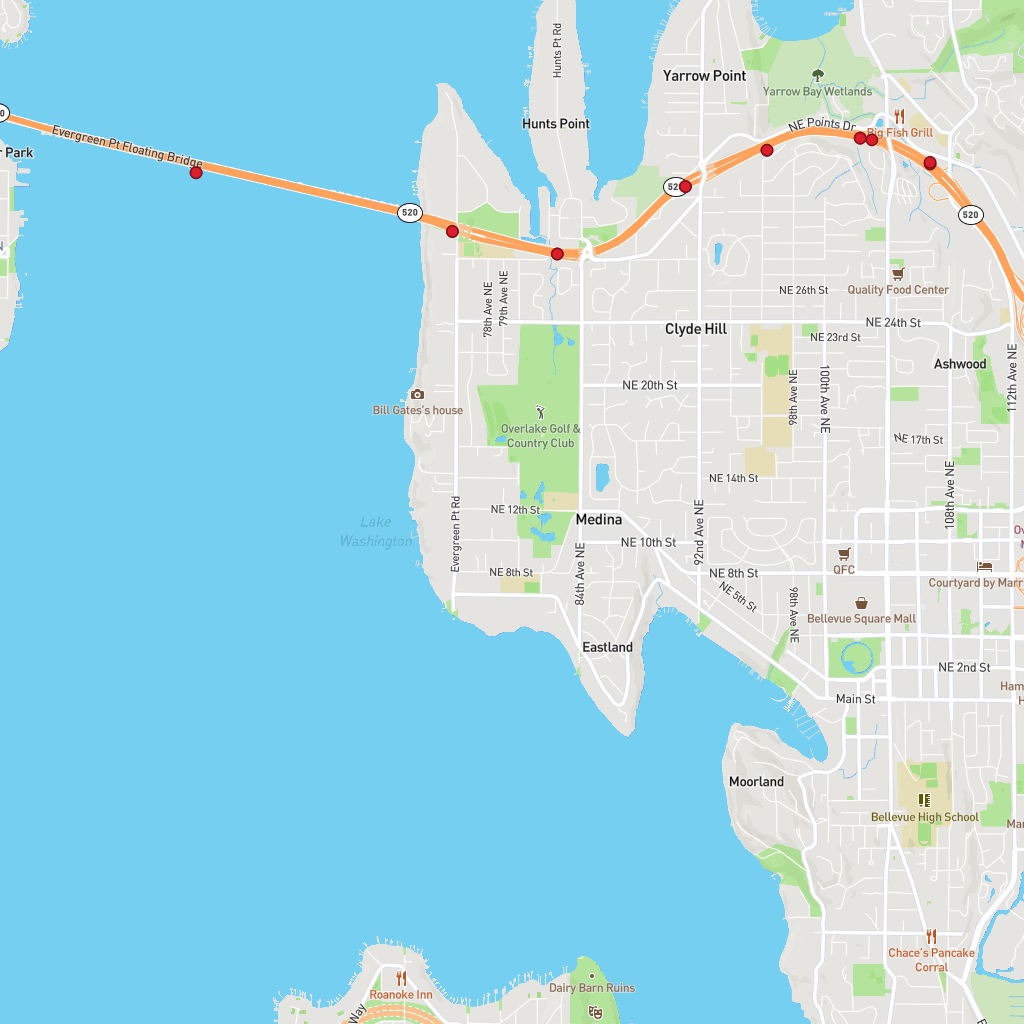 Hunts Pt Rd
Yarrow Point
Yarrow Bay Wetlands
Evergreen Pt Floating Bridge
Hunts Point
NE Points Dr
Big Fish Grill
r Park
520
520
520
NE 26th St
Quality Food Center
78th Ave NE
79th Ave NE
Clyde Hill
NE 24th St
NE 23rd St
Ashwood
112th Ave NE
NE 20th St
98th Ave NE
100th Ave NE
Bill Gates's house
Overlake Golf &
Country Club
NE 17th St
NE 14th St
108th Ave NE
Evergreen Pt Rd
NE 12th St
Medina
92nd Ave NE
Lake
Washington
NE 10th St
84th Ave NE
NE 8th St
NE 8th St
QFC
Courtyard by Marr
NE 5th St
98th Ave NE
Bellevue Square Mall
Eastland
NE 2nd St
Ham
H
Main St
Moorland
Bellevue High School
Mar
Chace's Pancake
Corral
Roanoke Inn
Dairy Barn Ruins
Way